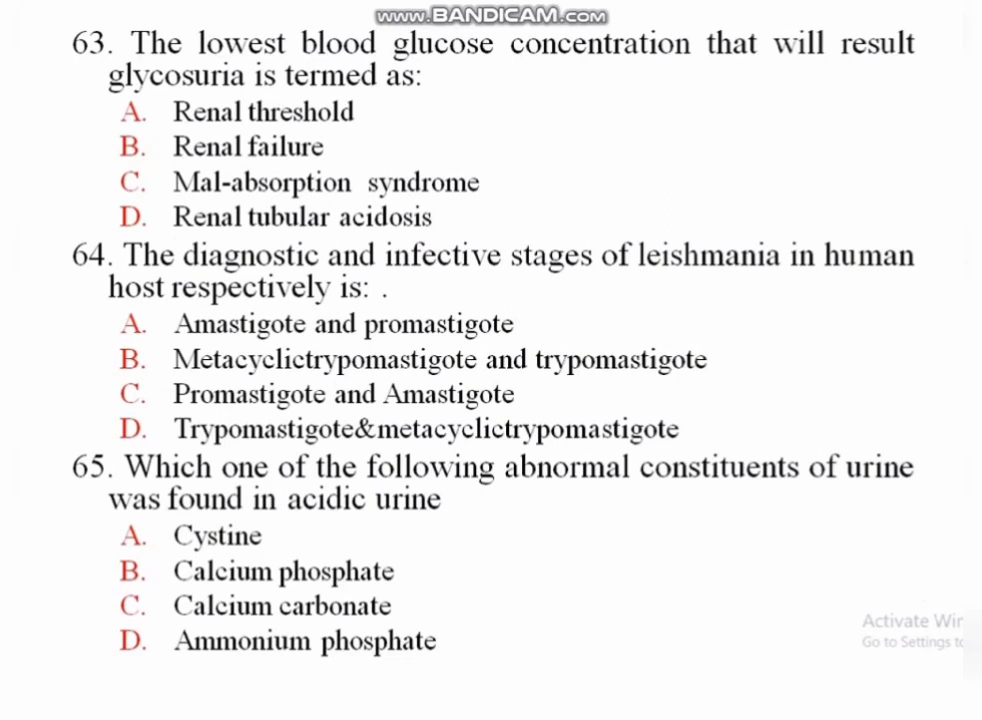 www.BANDICAM.com
63. The lowest blood glucose concentration that will result
glycosuria is termed as:
A. Renal threshold
B. Renal failure
C. Mal-absorption syndrome
D. Renal tubular acidosis
64. The diagnostic and infective stages of leishmania in human
host respectively is: .
A. Amastigote and promastigote
B. Metacyclictrypomastigote and trypomastigote
C. Promastigote and Amastigote
D. Trypomastigote&metacyclictrypomastigote
65. Which one of the following abnormal constituents of urine
was found in acidic urine
A. Cystine
B. Calcium phosphate
C. Calcium carbonate
D. Ammonium phosphate
Activate Wir
Go to Settings to